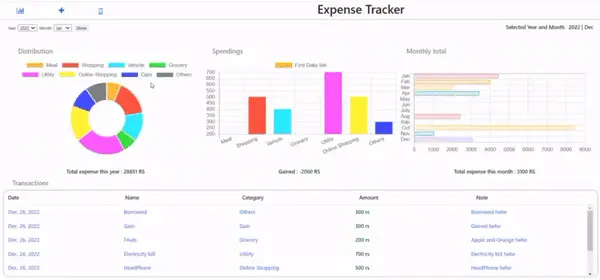 Expense Tracker
Year 2022 Month Jan Show
Selected Year and Month 2022 | Dec
Distribution
Spendings
Monthly total
Meal Shopping Vehicle Grocery
Utility Online Shopping Gain Others
First Data Set
700
650
600
550
500
450
400
350
300
250
200
Meal
Shopping
Vehicle
Grocery
Utility
Online Shopping
Others
Jan
Feb
Mar
Apr
May
Jun
Jul
Aug
Sep
Oct
Nov
Dec
0 1000 2000 3000 4000 5000 6000 7000 8000 9000
Total expense this year : 28851 RS
Gained : -2060 RS
Total expense this month : 3100 RS
Transactions
Date Name Category Amount Note
Dec. 26, 2022 Borrowed Others 300 rs Borrowed hehe
Dec. 26, 2022 Gain Gain 300 rs Gained hehe
Dec. 26, 2022 Fruits Grocery 200 rs Apple and Orange hehe
Dec. 26, 2022 Electricity bill Utility 700 rs Electricity bill hehe
Dec. 26, 2022 HeadPhone Online Shopping 500 rs HeadPhone hehe